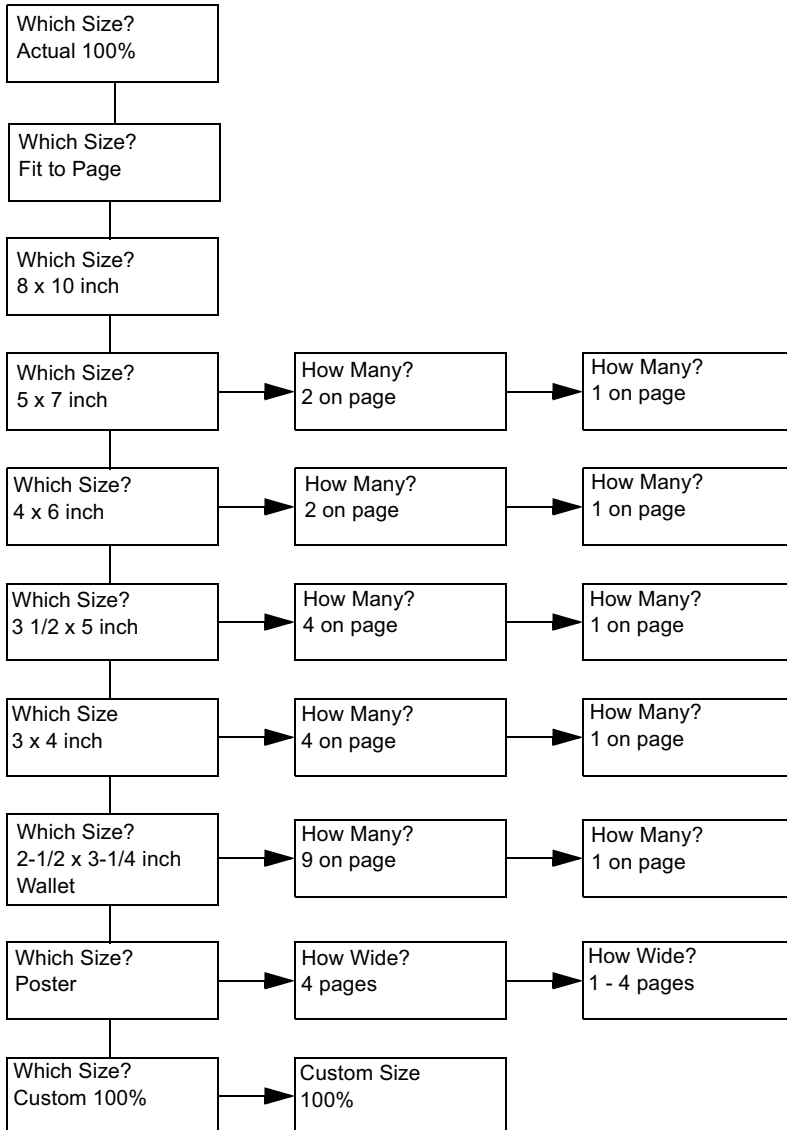 Which Size?
Actual 100%
Which Size?
Fit to Page
Which Size?
8 x 10 inch
Which Size?
5 x 7 inch
How Many?
2 on page
How Many?
1 on page
Which Size?
4 x 6 inch
How Many?
2 on page
How Many?
1 on page
Which Size?
3 1/2 x 5 inch
How Many?
4 on page
How Many?
1 on page
Which Size
3 x 4 inch
How Many?
4 on page
How Many?
1 on page
Which Size?
2-1/2 x 3-1/4 inch
Wallet
How Many?
9 on page
How Many?
1 on page
Which Size?
Poster
How Wide?
4 pages
How Wide?
1 - 4 pages
Which Size?
Custom 100%
Custom Size
100%